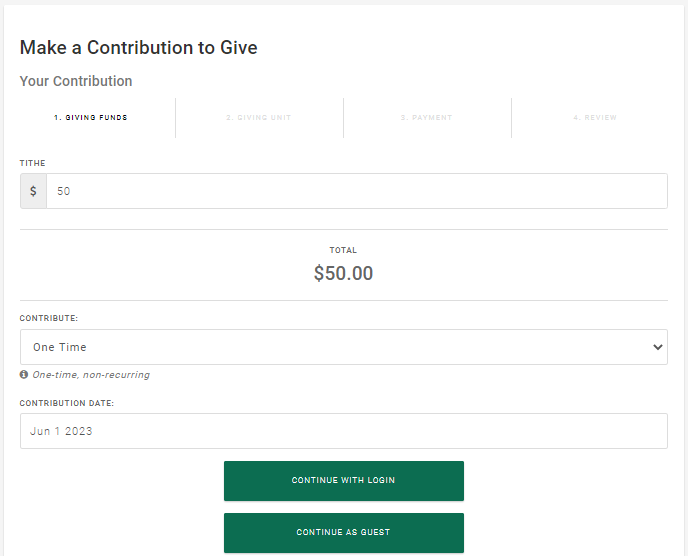 Make a Contribution to Give
Your Contribution
1. GIVING FUNDS 2. GIVING UNIT 3. PAYMENT 4. REVIEW
TITHE
$ 50
TOTAL
$50.00
CONTRIBUTE:
One Time
One-time, non-recurring
CONTRIBUTION DATE:
Jun 1 2023
CONTINUE WITH LOGIN
CONTINUE AS GUEST